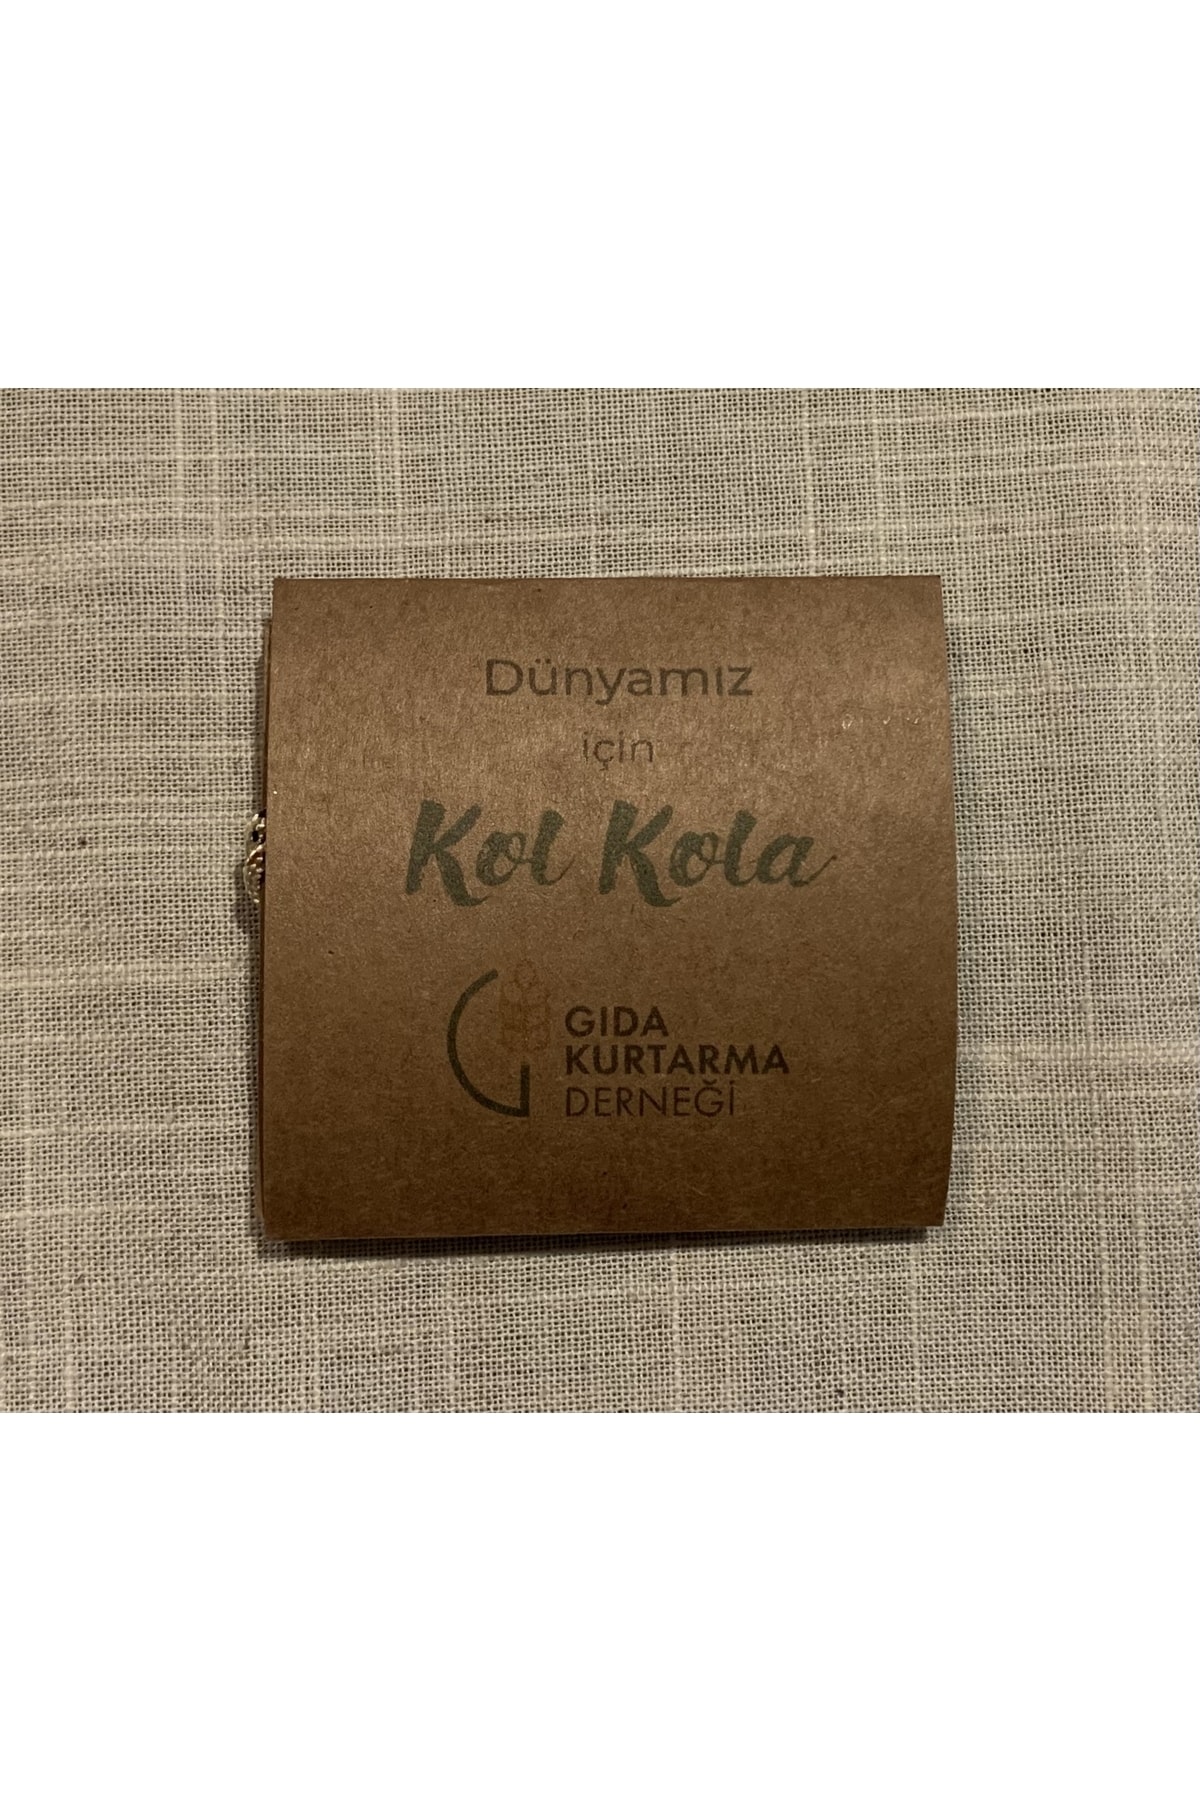 Dünyamız
için
Kol Kola
GIDA
KURTARMA
DERNEĞİ